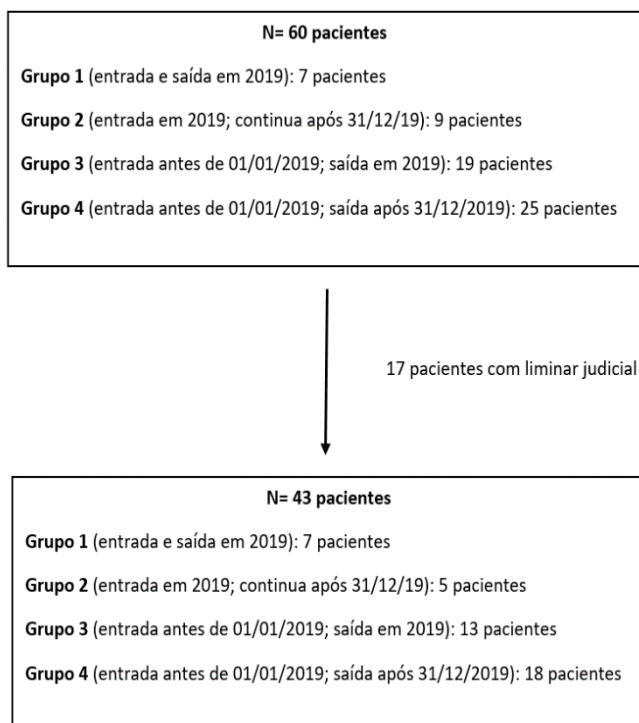 N= 60 pacientes
Grupo 1 (entrada e saída em 2019): 7 pacientes
Grupo 2 (entrada em 2019; continua após 31/12/19): 9 pacientes
Grupo 3 (entrada antes de 01/01/2019; saída em 2019): 19 pacientes
Grupo 4 (entrada antes de 01/01/2019; saída após 31/12/2019): 25 pacientes
17 pacientes com liminar judicial
N= 43 pacientes
Grupo 1 (entrada e saída em 2019): 7 pacientes
Grupo 2 (entrada em 2019; continua após 31/12/19): 5 pacientes
Grupo 3 (entrada antes de 01/01/2019; saída em 2019): 13 pacientes
Grupo 4 (entrada antes de 01/01/2019; saída após 31/12/2019): 18 pacientes